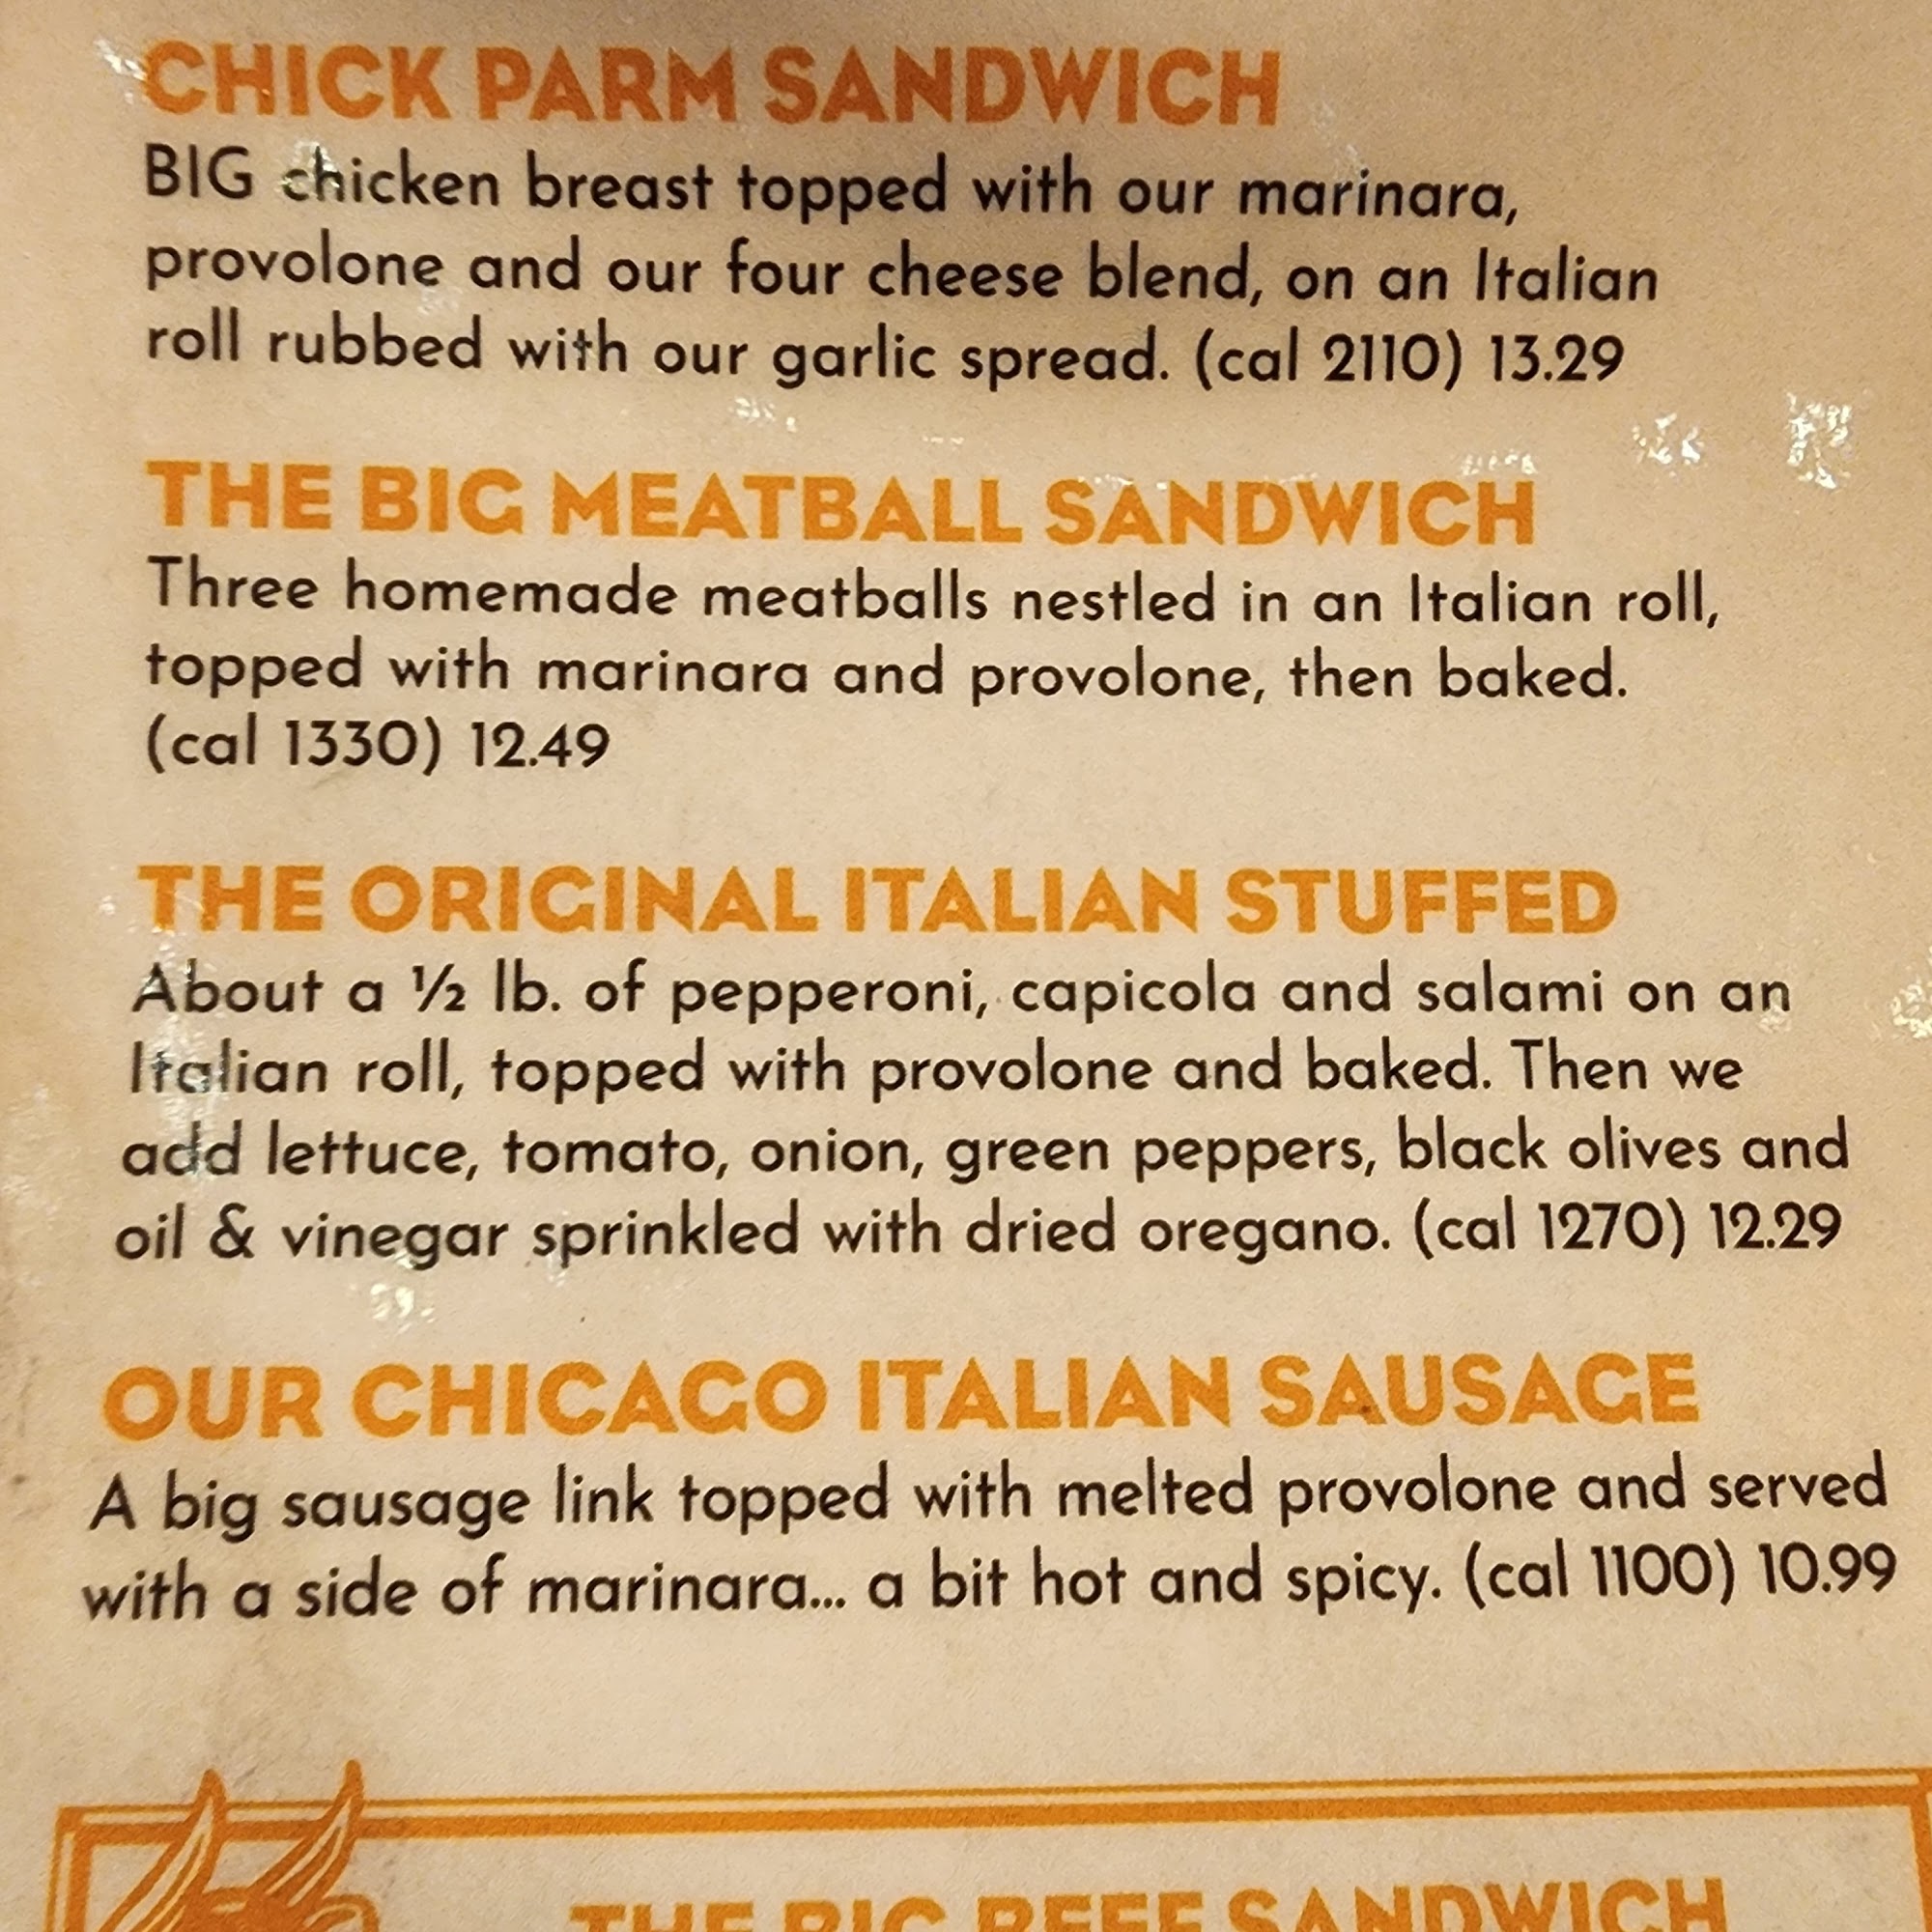 CHICK PARM SANDWICH
BIG chicken breast topped with our marinara,
provolone and our four cheese blend, on an Italian
roll rubbed with our garlic spread. (cal 2110) 13.29
THE BIG MEATBALL SANDWICH
Three homemade meatballs nestled in an Italian roll,
topped with marinara and provolone, then baked.
(cal 1330) 12.49
THE ORIGINAL ITALIAN STUFFED
About a ½ lb. of pepperoni, capicola and salami on an
Italian roll, topped with provolone and baked. Then we
add lettuce, tomato, onion, green peppers, black olives and
oil & vinegar sprinkled with dried oregano. (cal 1270) 12.29
OUR CHICAGO ITALIAN SAUSAGE
A big sausage link topped with melted provolone and served
with a side of marinara... a bit hot and spicy. (cal 1100) 10.99
THE BIG BEEF SANDWICH